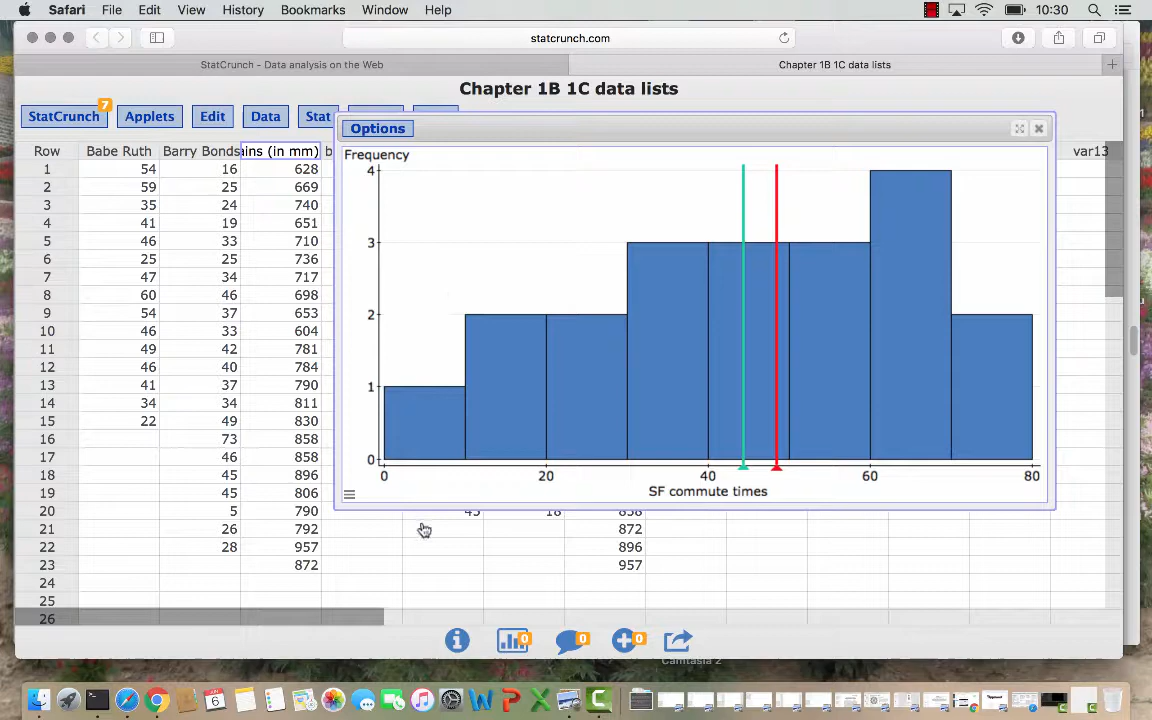 Safari File Edit View History Bookmarks Window Help 10:30
statcrunch.com
StatCrunch - Data analysis on the Web Chapter 1B 1C data lists
Chapter 1B 1C data lists
StatCrunch 7 Applets Edit Data Stat
Options
Row Babe Ruth Barry Bonds ains (in mm) b var13
1 54 16 628
2 59 25 669
3 35 24 740
4 41 19 651
5 46 33 710
6 25 25 736
7 47 34 717
8 60 46 698
9 54 37 653
10 46 33 604
11 49 42 781
12 46 40 784
13 41 37 790
14 34 34 811
15 22 49 830
16 73 858
17 46 858
18 45 896
19 45 806
20 5 790 45 18 858
21 26 792 872
22 28 957 896
23 872 957
24
25
26
Frequency
4
3
2
1
0
0 20 40 60 80
SF commute times
0 0 0
Camtasia 2
6